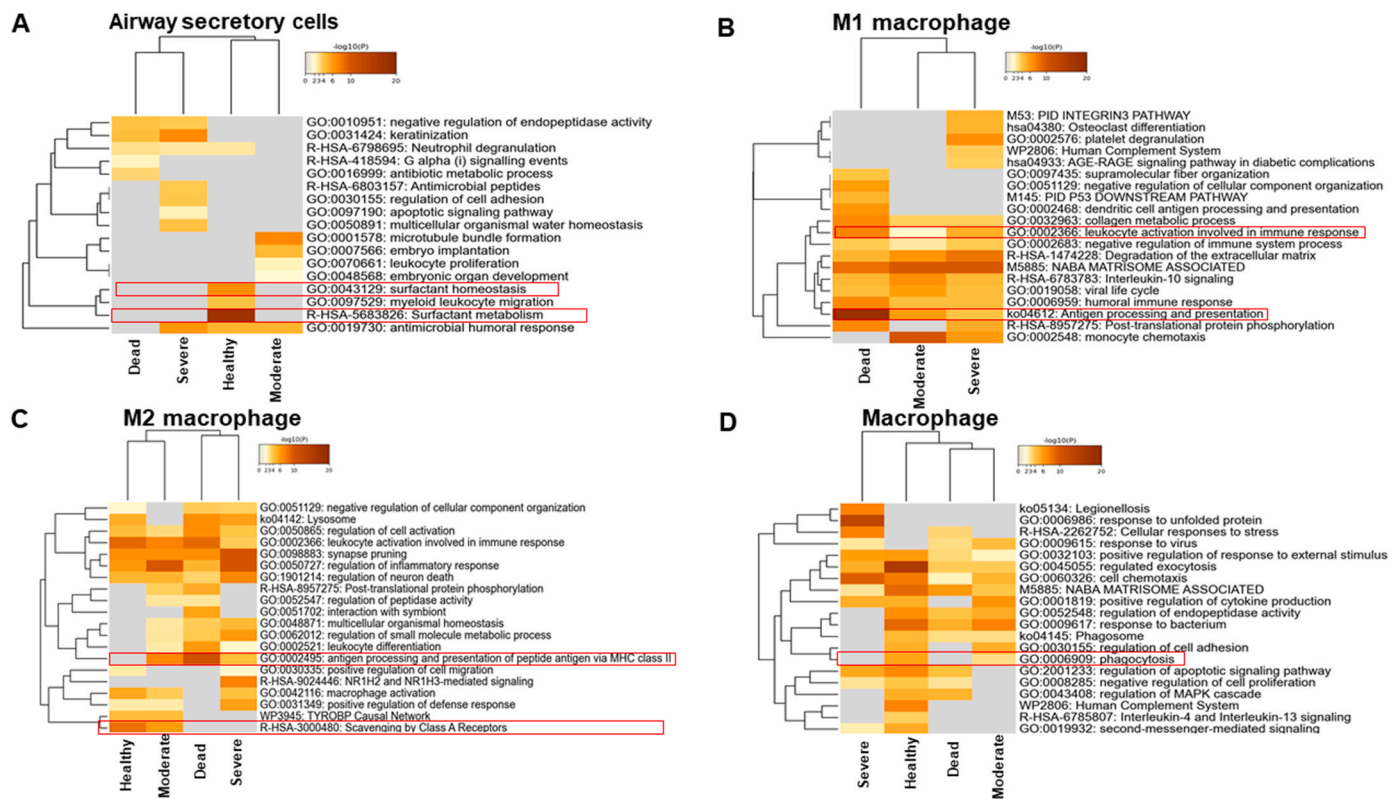 A
Airway secretory cells
-log10(P)
0 234 6 10 20
GO:0010951: negative regulation of endopeptidase activity
GO:0031424: keratinization
R-HSA-6798695: Neutrophil degranulation
R-HSA-418594: G alpha (i) signalling events
GO:0016999: antibiotic metabolic process
R-HSA-6803157: Antimicrobial peptides
GO:0030155: regulation of cell adhesion
GO:0097190: apoptotic signaling pathway
GO:0050891: multicellular organismal water homeostasis
GO:0001578: microtubule bundle formation
GO:0007566: embryo implantation
GO:0070661: leukocyte proliferation
GO:0048568: embryonic organ development
GO:0043129: surfactant homeostasis
GO:0097529: myeloid leukocyte migration
R-HSA-5683826: Surfactant metabolism
GO:0019730: antimicrobial humoral response
Dead
Severe
Healthy
Moderate
B
M1 macrophage
-log10(P)
0 234 6 10 20
M53: PID INTEGRIN3 PATHWAY
hsa04380: Osteoclast differentiation
GO:0002576: platelet degranulation
WP2806: Human Complement System
hsa04933: AGE-RAGE signaling pathway in diabetic complications
GO:0097435: supramolecular fiber organization
GO:0051129: negative regulation of cellular component organization
M145: PID P53 DOWNSTREAM PATHWAY
GO:0002468: dendritic cell antigen processing and presentation
GO:0032963: collagen metabolic process
GO:0002366: leukocyte activation involved in immune response
GO:0002683: negative regulation of immune system process
R-HSA-1474228: Degradation of the extracellular matrix
M5885: NABA MATRISOME ASSOCIATED
R-HSA-6783783: Interleukin-10 signaling
GO:0019058: viral life cycle
GO:0006959: humoral immune response
ko04612: Antigen processing and presentation
R-HSA-8957275: Post-translational protein phosphorylation
GO:0002548: monocyte chemotaxis
Dead
Moderate
Severe
C
M2 macrophage
-log10(P)
0 234 6 10 20
GO:0051129: negative regulation of cellular component organization
ko04142: Lysosome
GO:0050865: regulation of cell activation
GO:0002366: leukocyte activation involved in immune response
GO:0098883: synapse pruning
GO:0050727: regulation of inflammatory response
GO:1901214: regulation of neuron death
R-HSA-8957275: Post-translational protein phosphorylation
GO:0052547: regulation of peptidase activity
GO:0051702: interaction with symbiont
GO:0048871: multicellular organismal homeostasis
GO:0062012: regulation of small molecule metabolic process
GO:0002521: leukocyte differentiation
GO:0002495: antigen processing and presentation of peptide antigen via MHC class II
GO:0030335: positive regulation of cell migration
R-HSA-9024446: NR1H2 and NR1H3-mediated signaling
GO:0042116: macrophage activation
GO:0031349: positive regulation of defense response
WP3945: TYROBP Causal Network
R-HSA-3000480: Scavenging by Class A Receptors
Healthy
Moderate
Dead
Severe
D
Macrophage
-log10(P)
0 234 6 10 20
ko05134: Legionellosis
GO:0006986: response to unfolded protein
R-HSA-2262752: Cellular responses to stress
GO:0009615: response to virus
GO:0032103: positive regulation of response to external stimulus
GO:0045055: regulated exocytosis
GO:0060326: cell chemotaxis
M5885: NABA MATRISOME ASSOCIATED
GO:0001819: positive regulation of cytokine production
GO:0052548: regulation of endopeptidase activity
GO:0009617: response to bacterium
ko04145: Phagosome
GO:0030155: regulation of cell adhesion
GO:0006909: phagocytosis
GO:2001233: regulation of apoptotic signaling pathway
GO:0008285: negative regulation of cell proliferation
GO:0043408: regulation of MAPK cascade
WP2806: Human Complement System
R-HSA-6785807: Interleukin-4 and Interleukin-13 signaling
GO:0019932: second-messenger-mediated signaling
Severe
Healthy
Dead
Moderate